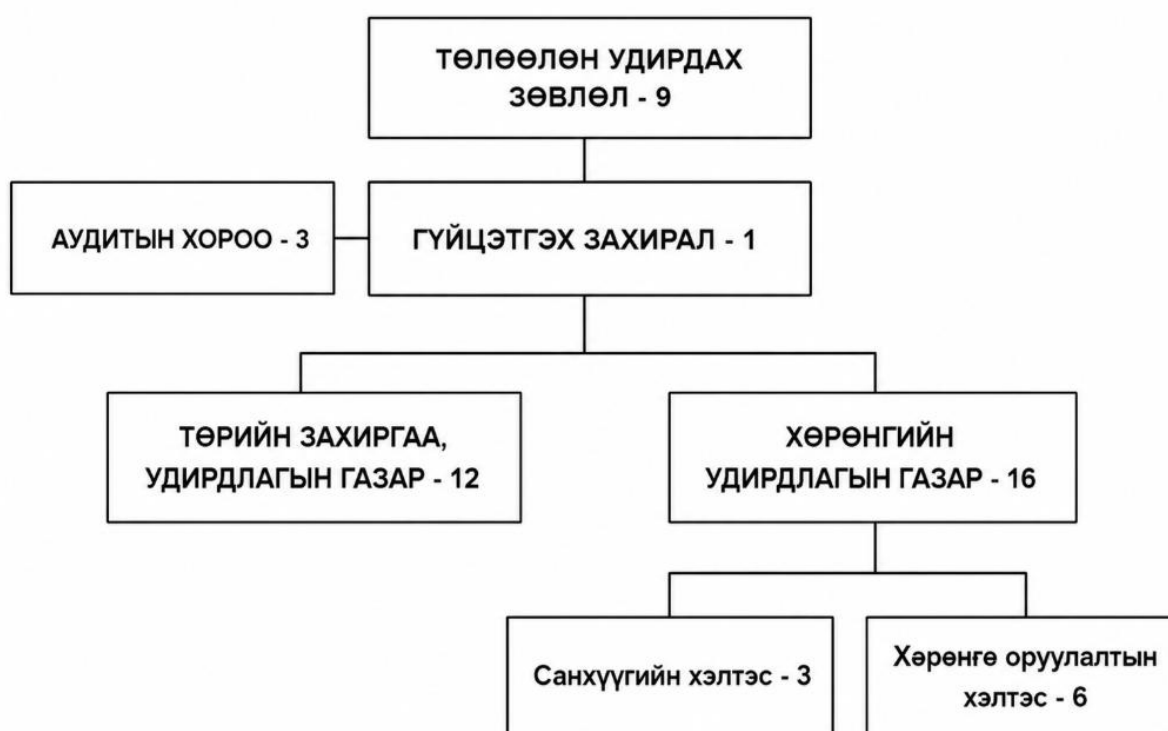 ТӨЛӨӨЛӨН УДИРДАХ
ЗӨВЛӨЛ - 9
АУДИТЫН ХОРОО - 3
ГҮЙЦЭТГЭХ ЗАХИРАЛ - 1
ТӨРИЙН ЗАХИРГАА,
УДИРДЛАГЫН ГАЗАР - 12
ХӨРӨНГИЙН
УДИРДЛАГЫН ГАЗАР - 16
Санхүүгийн хэлтэс - 3
Хөрөнгө оруулалтын
хэлтэс - 6